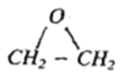 O
CH₂ - CH₂